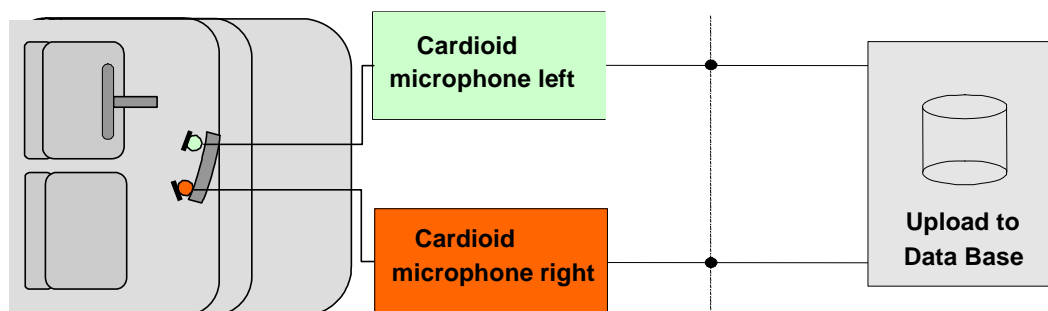 Cardioid
microphone left
Cardioid
microphone right
Upload to
Data Base